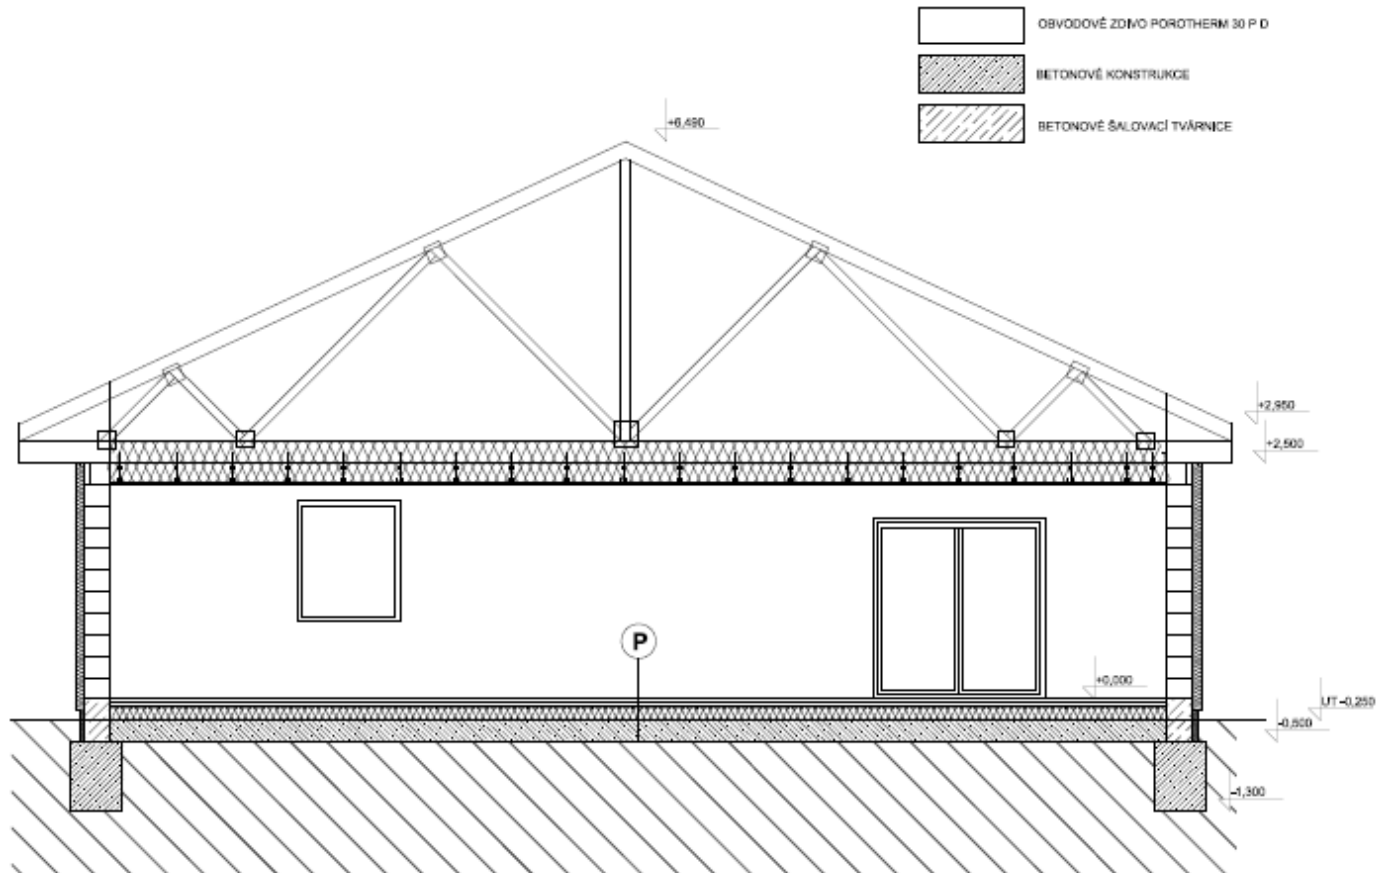 OBVODOVÉ ZDIVO POROTHERM 30 P D
BETONOVÉ KONSTRUKCE
BETONOVÉ ŠALOVACÍ TVÁRNICE
+6,490
+2,950
+2,500
P
+0,000
UT -0,250
-0,500
-1,300